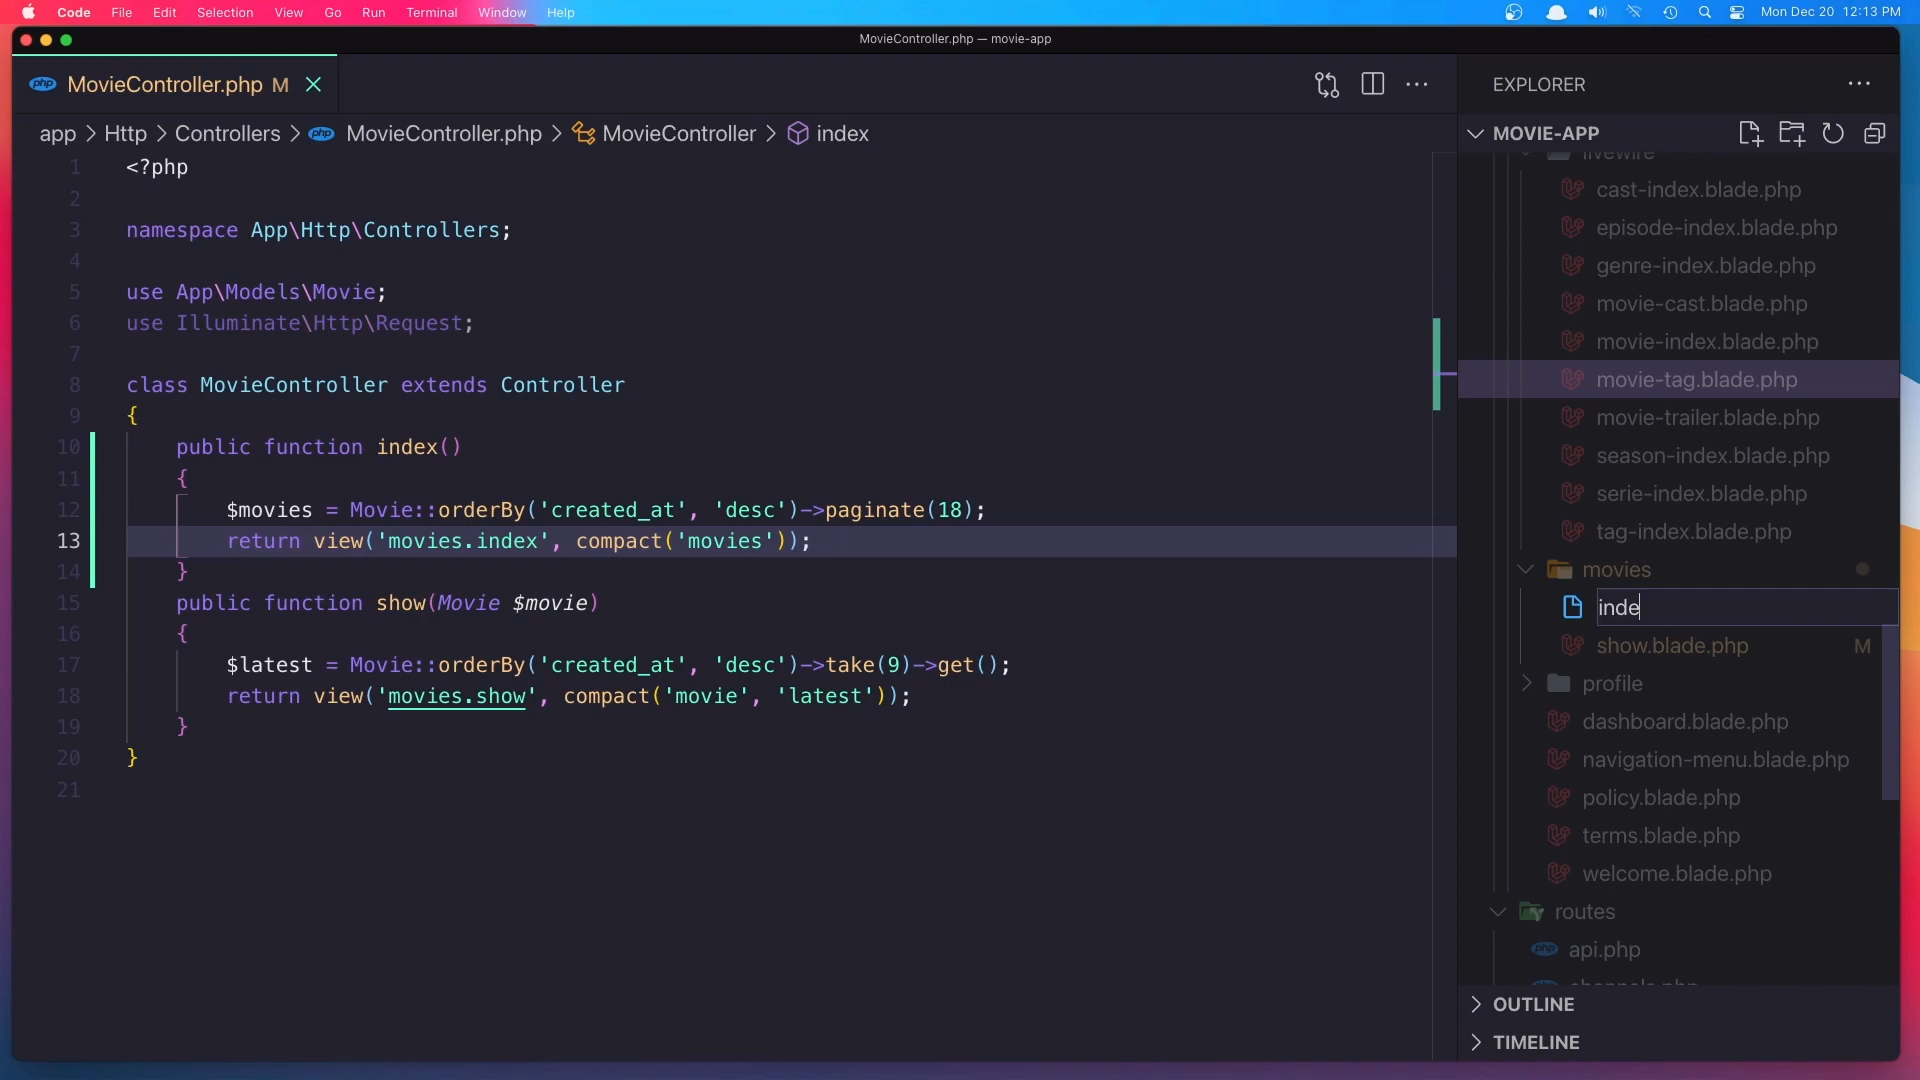 Code File Edit Selection View Go Run Terminal Window Help Mon Dec 20 12:13 PM
MovieController.php — movie-app
php MovieController.php M
EXPLORER
app > Http > Controllers > php MovieController.php > MovieController > index
MOVIE-APP
1 <?php
2
3 namespace App\Http\Controllers;
4
5 use App\Models\Movie;
6 use Illuminate\Http\Request;
7
8 class MovieController extends Controller
9 {
10 public function index()
11 {
12 $movies = Movie::orderBy('created_at', 'desc')->paginate(18);
13 return view('movies.index', compact('movies'));
14 }
15 public function show(Movie $movie)
16 {
17 $latest = Movie::orderBy('created_at', 'desc')->take(9)->get();
18 return view('movies.show', compact('movie', 'latest'));
19 }
20 }
21
livewire
cast-index.blade.php
episode-index.blade.php
genre-index.blade.php
movie-cast.blade.php
movie-index.blade.php
movie-tag.blade.php
movie-trailer.blade.php
season-index.blade.php
serie-index.blade.php
tag-index.blade.php
movies
inde
show.blade.php M
profile
dashboard.blade.php
navigation-menu.blade.php
policy.blade.php
terms.blade.php
welcome.blade.php
routes
php api.php
channels.php
OUTLINE
TIMELINE